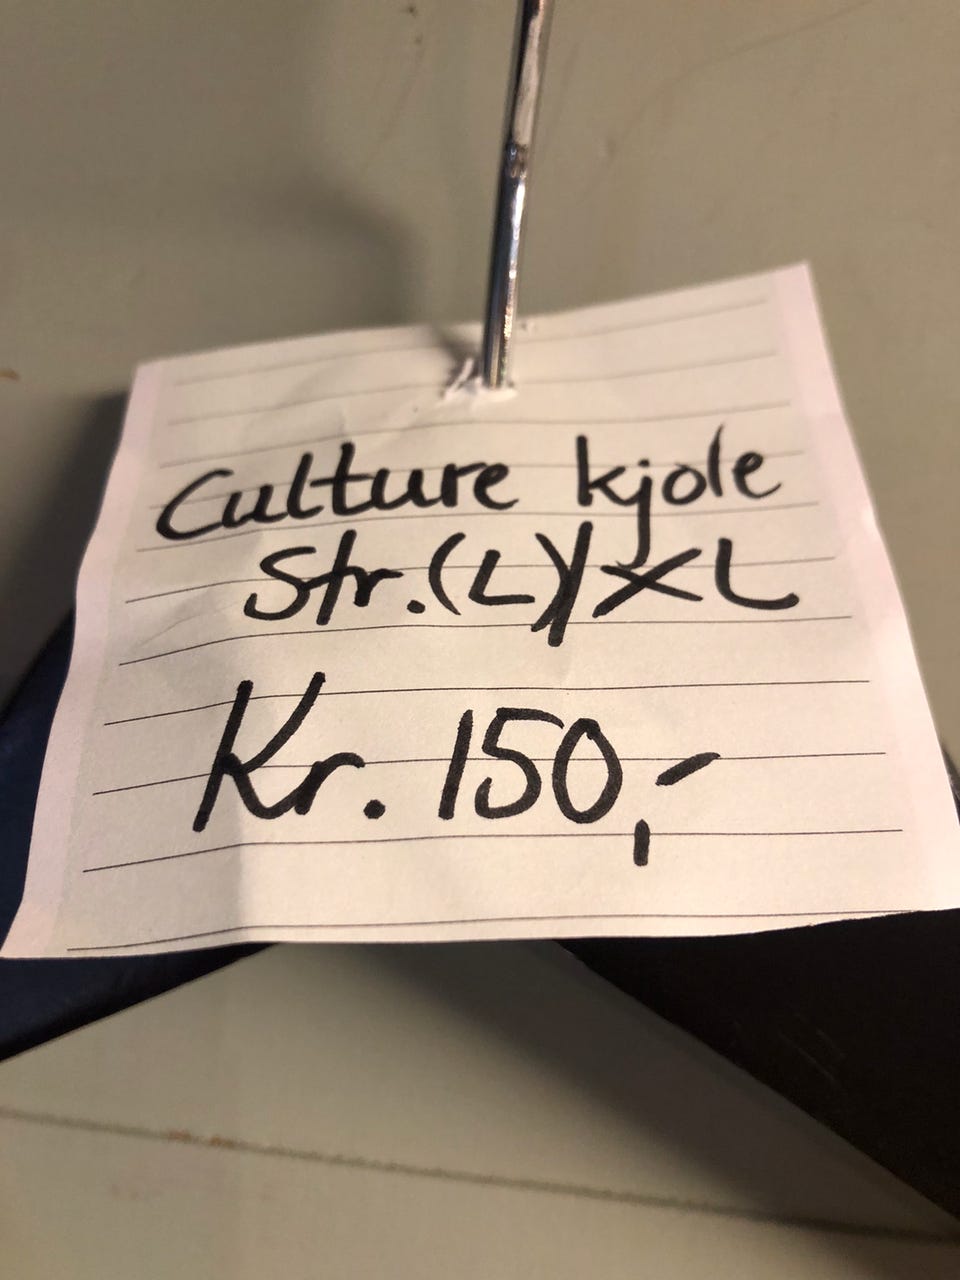 Culture kjole
Str. (L)/XL
Kr. 150,-